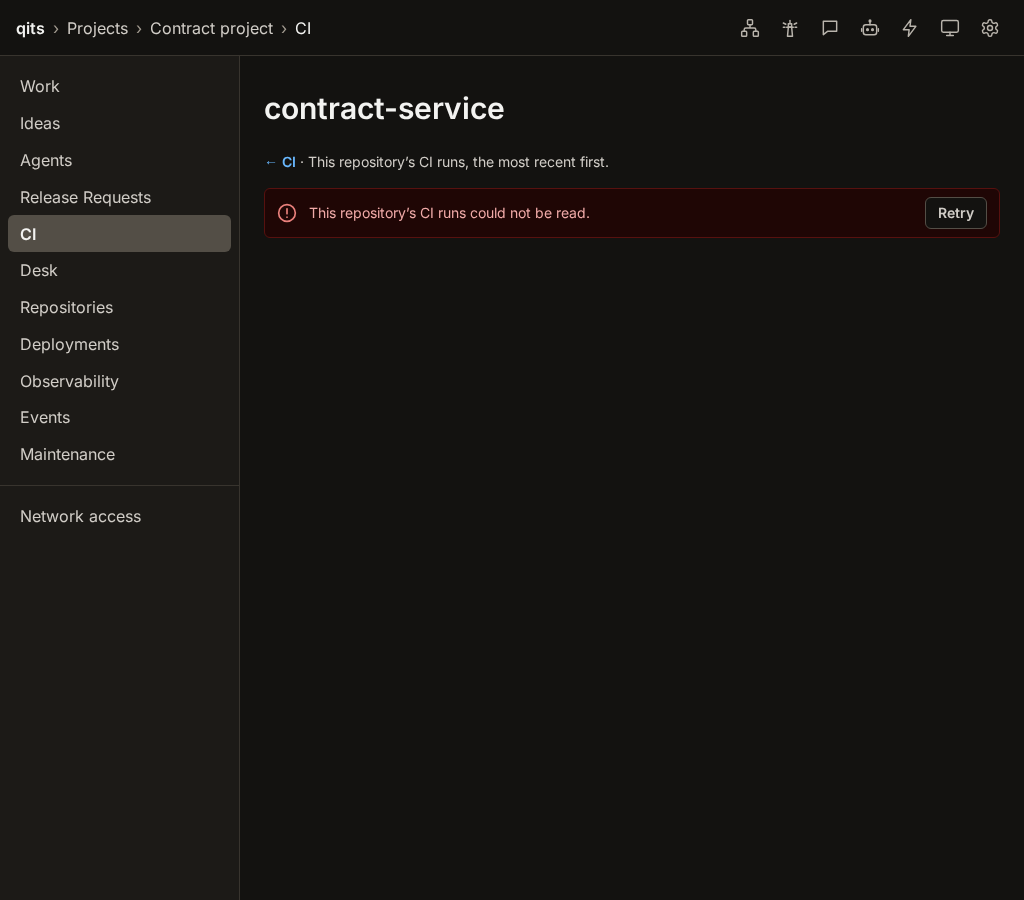 qits › Projects › Contract project › CI
Work
Ideas
Agents
Release Requests
CI
Desk
Repositories
Deployments
Observability
Events
Maintenance
Network access
contract-service
← CI · This repository’s CI runs, the most recent first.
This repository’s CI runs could not be read.
Retry